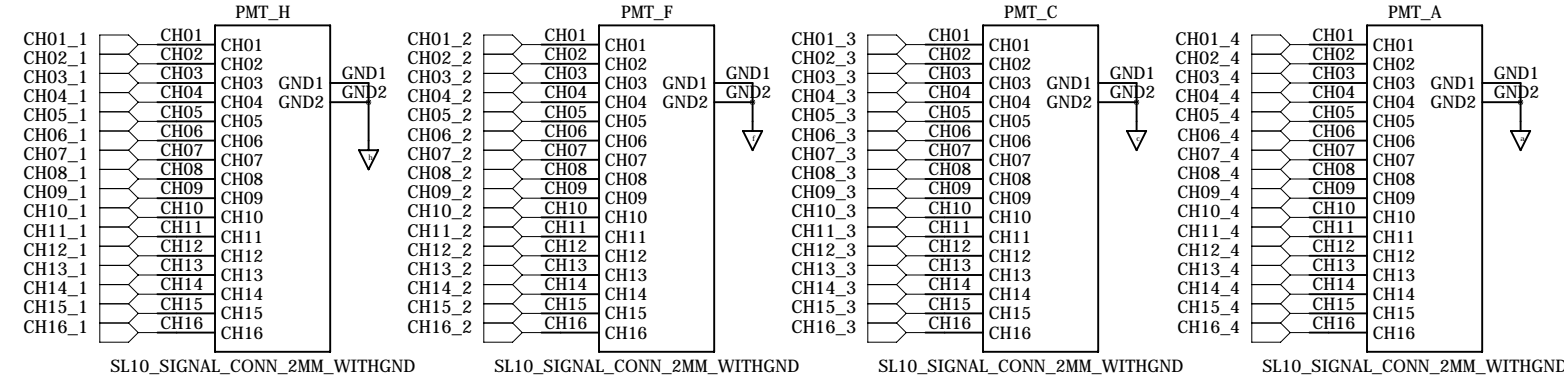 PMT_H PMT_F PMT_C PMT_A
CH01_1 CH01 CH01 CH01_2 CH01 CH01 CH01_3 CH01 CH01 CH01_4 CH01 CH01
CH02_1 CH02 CH02 CH02_2 CH02 CH02 CH02_3 CH02 CH02 CH02_4 CH02 CH02
CH03_1 CH03 CH03 GND1 GND1 CH03_2 CH03 CH03 GND1 GND1 CH03_3 CH03 CH03 GND1 GND1 CH03_4 CH03 CH03 GND1 GND1
CH04_1 CH04 CH04 GND2 GND2 CH04_2 CH04 CH04 GND2 GND2 CH04_3 CH04 CH04 GND2 GND2 CH04_4 CH04 CH04 GND2 GND2
CH05_1 CH05 CH05 CH05_2 CH05 CH05 CH05_3 CH05 CH05 CH05_4 CH05 CH05
CH06_1 CH06 CH06 CH06_2 CH06 CH06 f CH06_3 CH06 CH06 c CH06_4 CH06 CH06 a
CH07_1 CH07 CH07 h CH07_2 CH07 CH07 CH07_3 CH07 CH07 CH07_4 CH07 CH07
CH08_1 CH08 CH08 CH08_2 CH08 CH08 CH08_3 CH08 CH08 CH08_4 CH08 CH08
CH09_1 CH09 CH09 CH09_2 CH09 CH09 CH09_3 CH09 CH09 CH09_4 CH09 CH09
CH10_1 CH10 CH10 CH10_2 CH10 CH10 CH10_3 CH10 CH10 CH10_4 CH10 CH10
CH11_1 CH11 CH11 CH11_2 CH11 CH11 CH11_3 CH11 CH11 CH11_4 CH11 CH11
CH12_1 CH12 CH12 CH12_2 CH12 CH12 CH12_3 CH12 CH12 CH12_4 CH12 CH12
CH13_1 CH13 CH13 CH13_2 CH13 CH13 CH13_3 CH13 CH13 CH13_4 CH13 CH13
CH14_1 CH14 CH14 CH14_2 CH14 CH14 CH14_3 CH14 CH14 CH14_4 CH14 CH14
CH15_1 CH15 CH15 CH15_2 CH15 CH15 CH15_3 CH15 CH15 CH15_4 CH15 CH15
CH16_1 CH16 CH16 CH16_2 CH16 CH16 CH16_3 CH16 CH16 CH16_4 CH16 CH16
SL10_SIGNAL_CONN_2MM_WITHGND SL10_SIGNAL_CONN_2MM_WITHGND SL10_SIGNAL_CONN_2MM_WITHGND SL10_SIGNAL_CONN_2MM_WITHGND